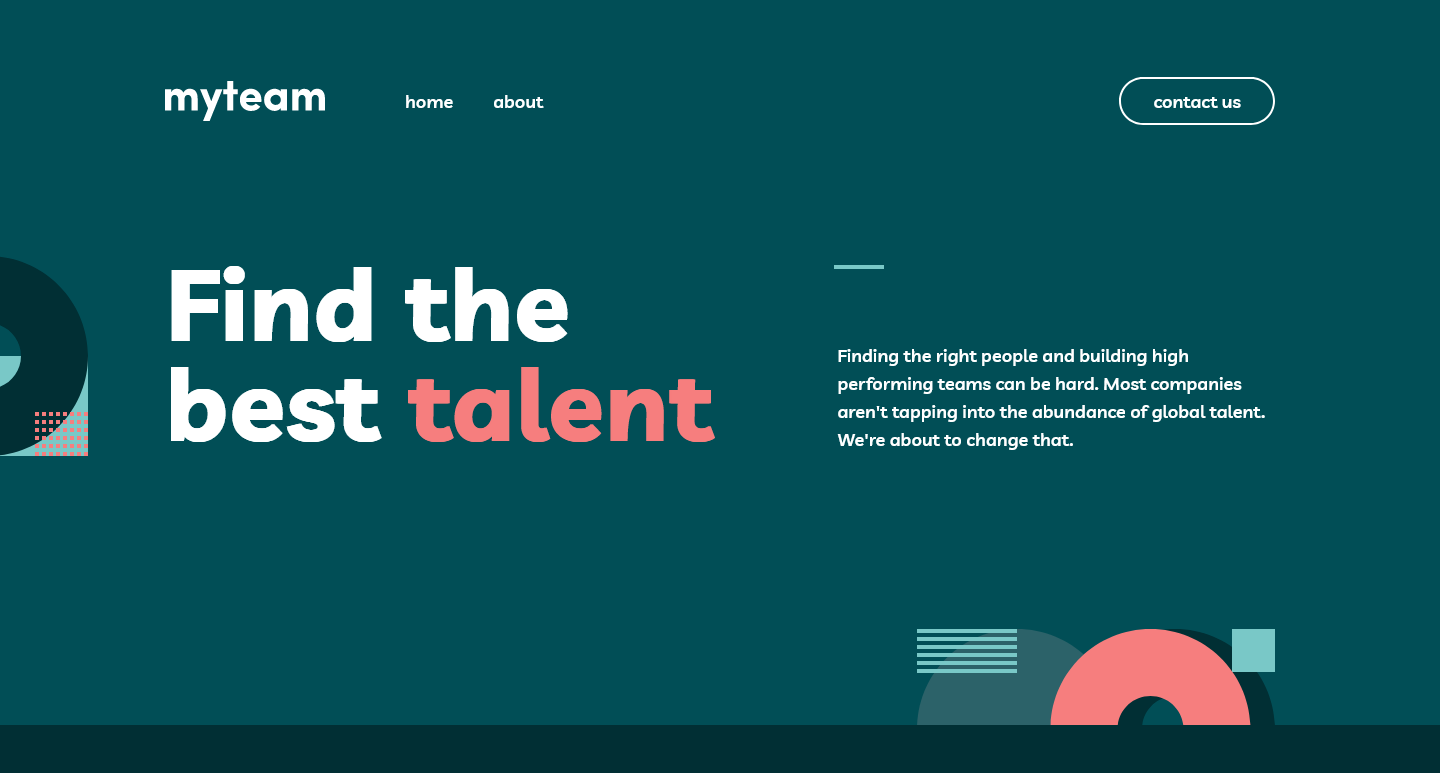 myteam
home
about
contact us
Find the
best talent
Finding the right people and building high
performing teams can be hard. Most companies
aren't tapping into the abundance of global talent.
We're about to change that.